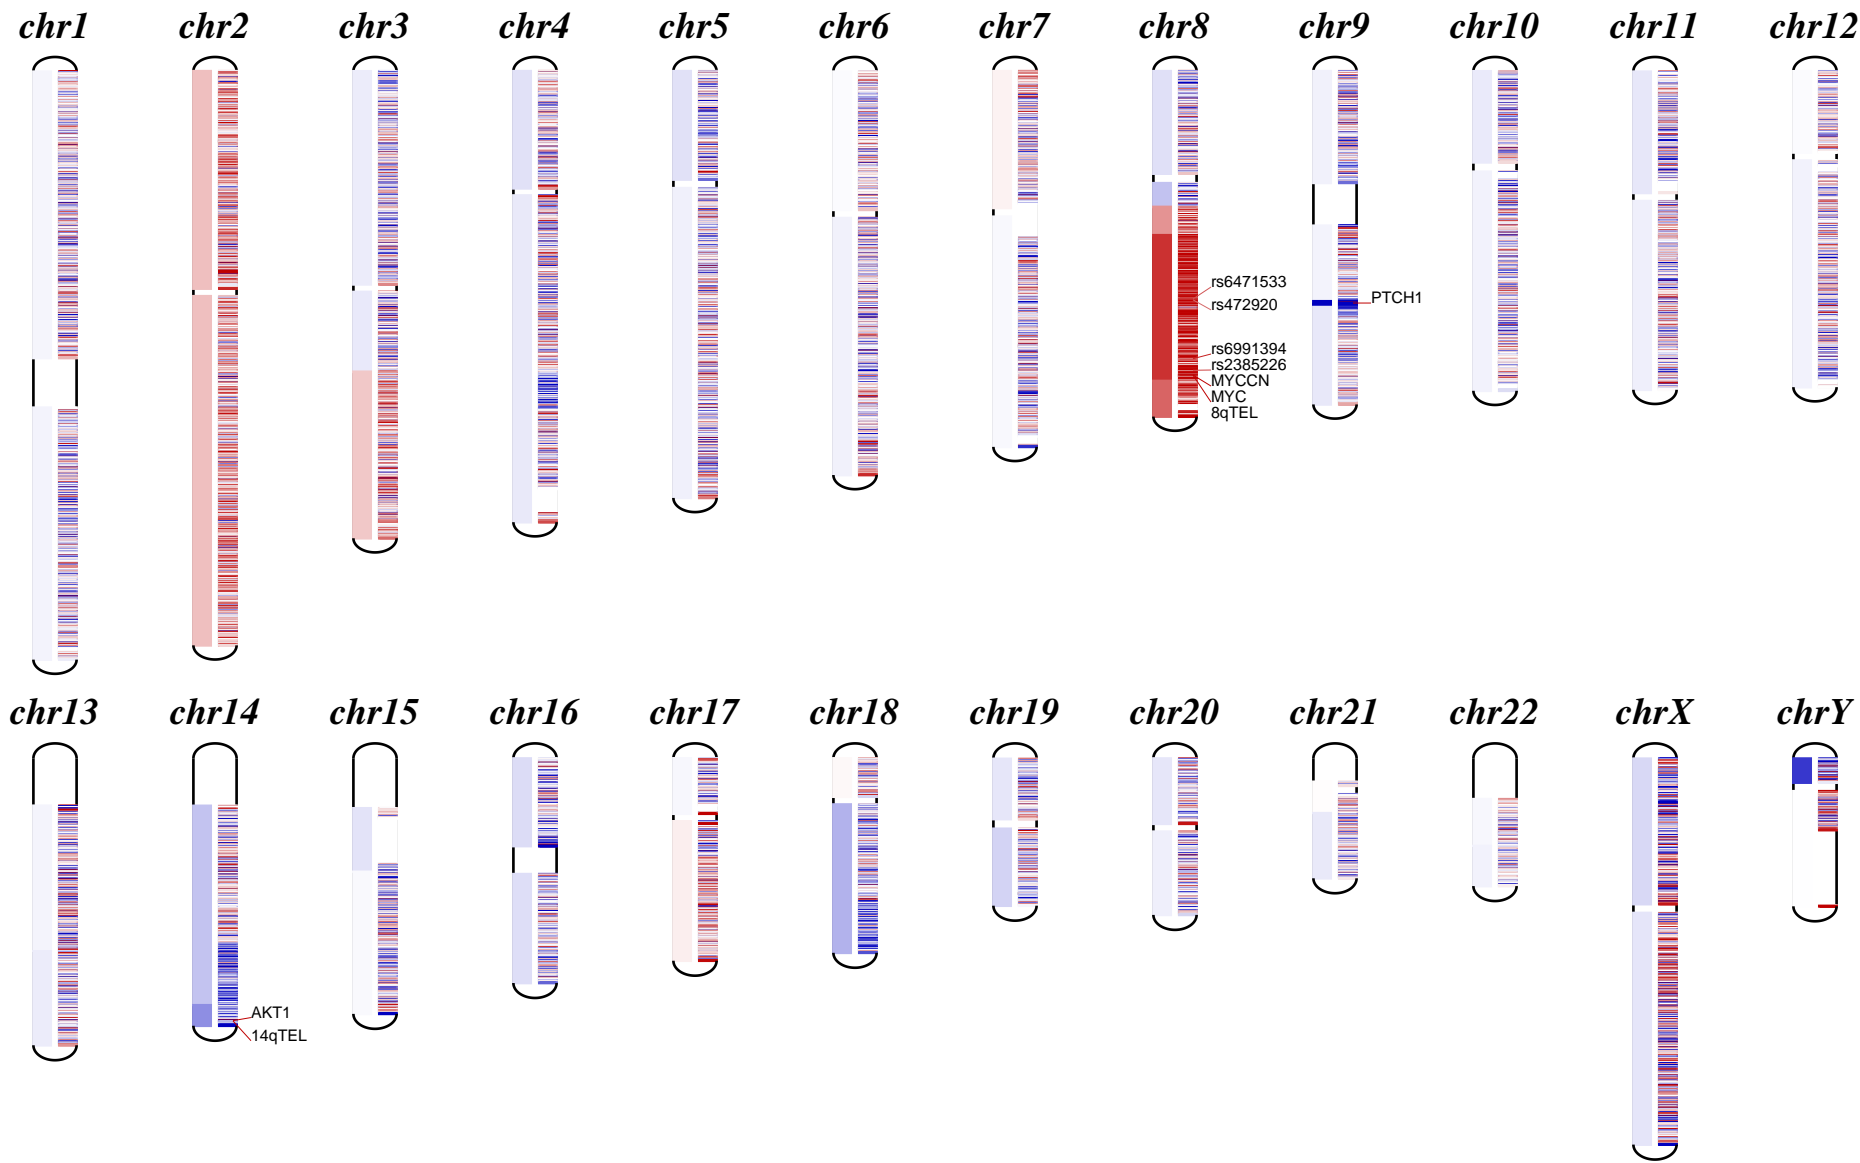 chr1 chr2 chr3 chr4 chr5 chr6 chr7 chr8 chr9 chr10 chr11 chr12
rs6471533
PTCH1
rs472920
rs6991394
rs2385226
MYCCN
MYC
8qTEL
chr13 chr14 chr15 chr16 chr17 chr18 chr19 chr20 chr21 chr22 chrX chrY
AKT1
14qTEL